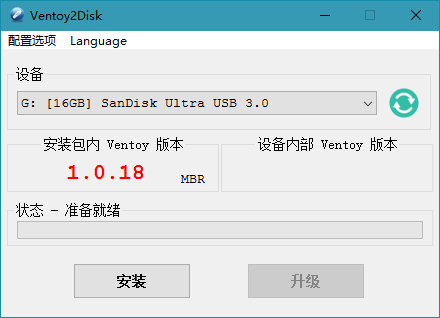 Ventoy2Disk
配置选项 Language
设备
G: [16GB] SanDisk Ultra USB 3.0
安装包内 Ventoy 版本 设备内部 Ventoy 版本
1.0.18 MBR
状态 - 准备就绪
安装 升级